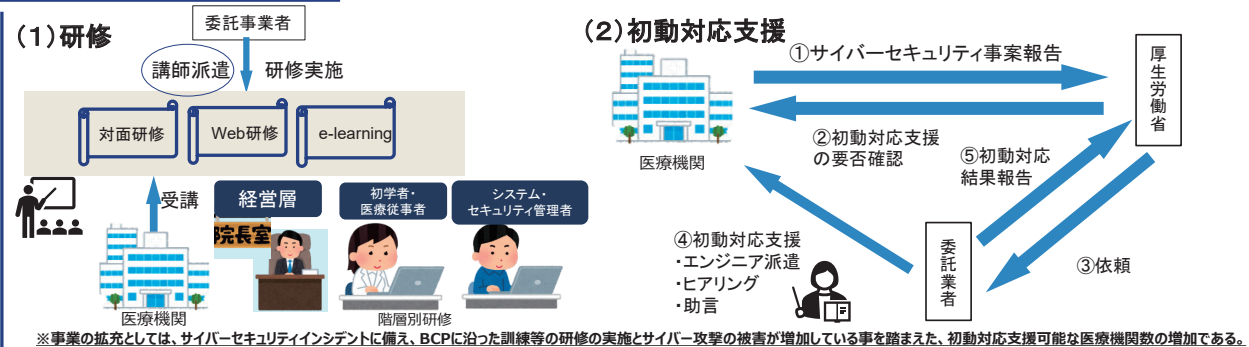 (1)研修
委託事業者
講師派遣
研修実施
対面研修
Web研修
e-learning
受講
経営層
初学者・
医療従事者
システム・
セキュリティ管理者
院長室
医療機関
階層別研修
(2)初動対応支援
①サイバーセキュリティ事案報告
厚生労働省
医療機関
②初動対応支援
の要否確認
⑤初動対応
結果報告
④初動対応支援
・エンジニア派遣
・ヒアリング
・助言
委託業者
③依頼
※事業の拡充としては、サイバーセキュリティインシデントに備え、BCPに沿った訓練等の研修の実施とサイバー攻撃の被害が増加している事を踏まえた、初動対応支援可能な医療機関数の増加である。